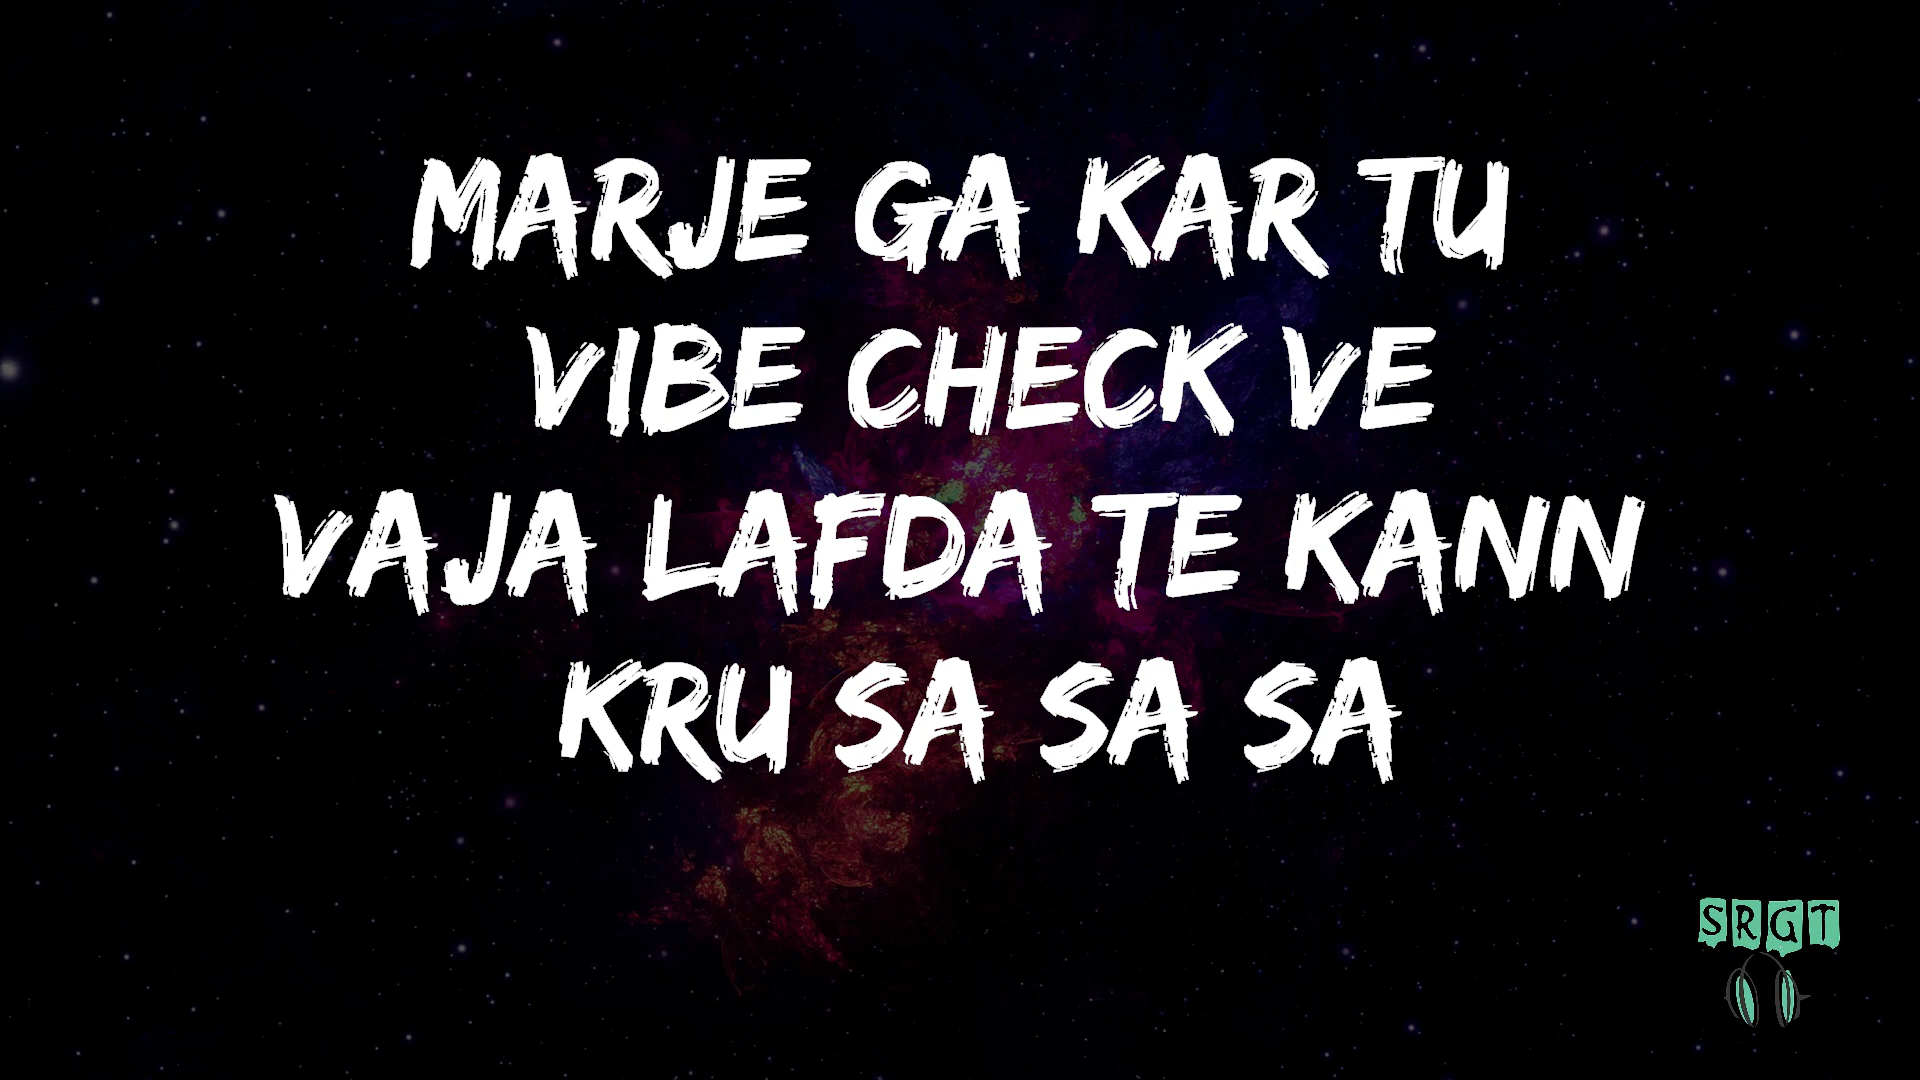 MARJE GA KAR TU
VIBE CHECK VE
VAJA LAFDA TE KANN
KRU SA SA SA
SRGT